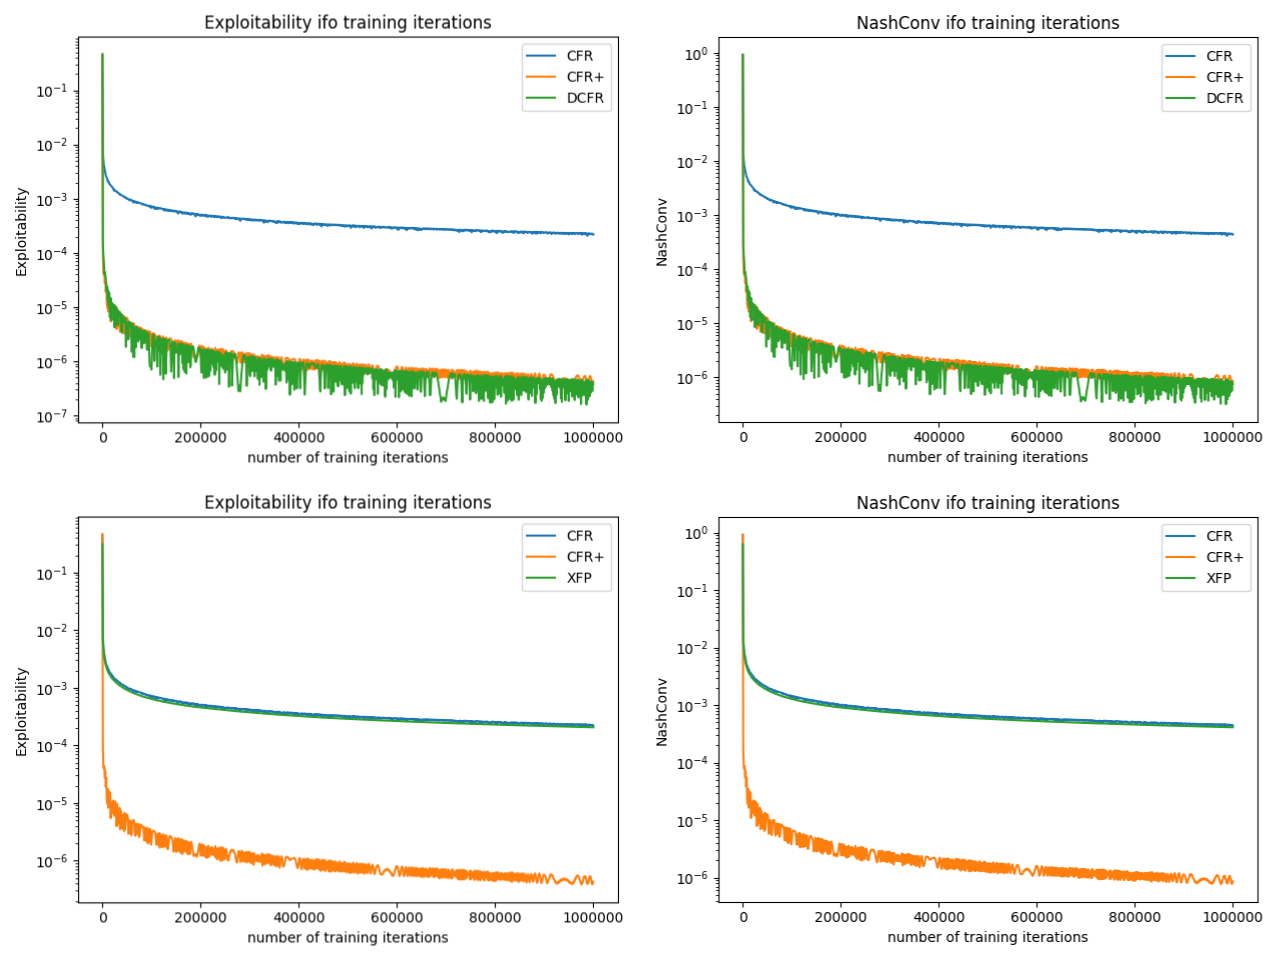 Exploitability ifo training iterations
Exploitability
10⁻¹
10⁻²
10⁻³
10⁻⁴
10⁻⁵
10⁻⁶
10⁻⁷
CFR
CFR+
DCFR
0 200000 400000 600000 800000 1000000
number of training iterations
NashConv ifo training iterations
NashConv
10⁰
10⁻¹
10⁻²
10⁻³
10⁻⁴
10⁻⁵
10⁻⁶
CFR
CFR+
DCFR
0 200000 400000 600000 800000 1000000
number of training iterations
Exploitability ifo training iterations
Exploitability
10⁻¹
10⁻²
10⁻³
10⁻⁴
10⁻⁵
10⁻⁶
CFR
CFR+
XFP
0 200000 400000 600000 800000 1000000
number of training iterations
NashConv ifo training iterations
NashConv
10⁰
10⁻¹
10⁻²
10⁻³
10⁻⁴
10⁻⁵
10⁻⁶
CFR
CFR+
XFP
0 200000 400000 600000 800000 1000000
number of training iterations